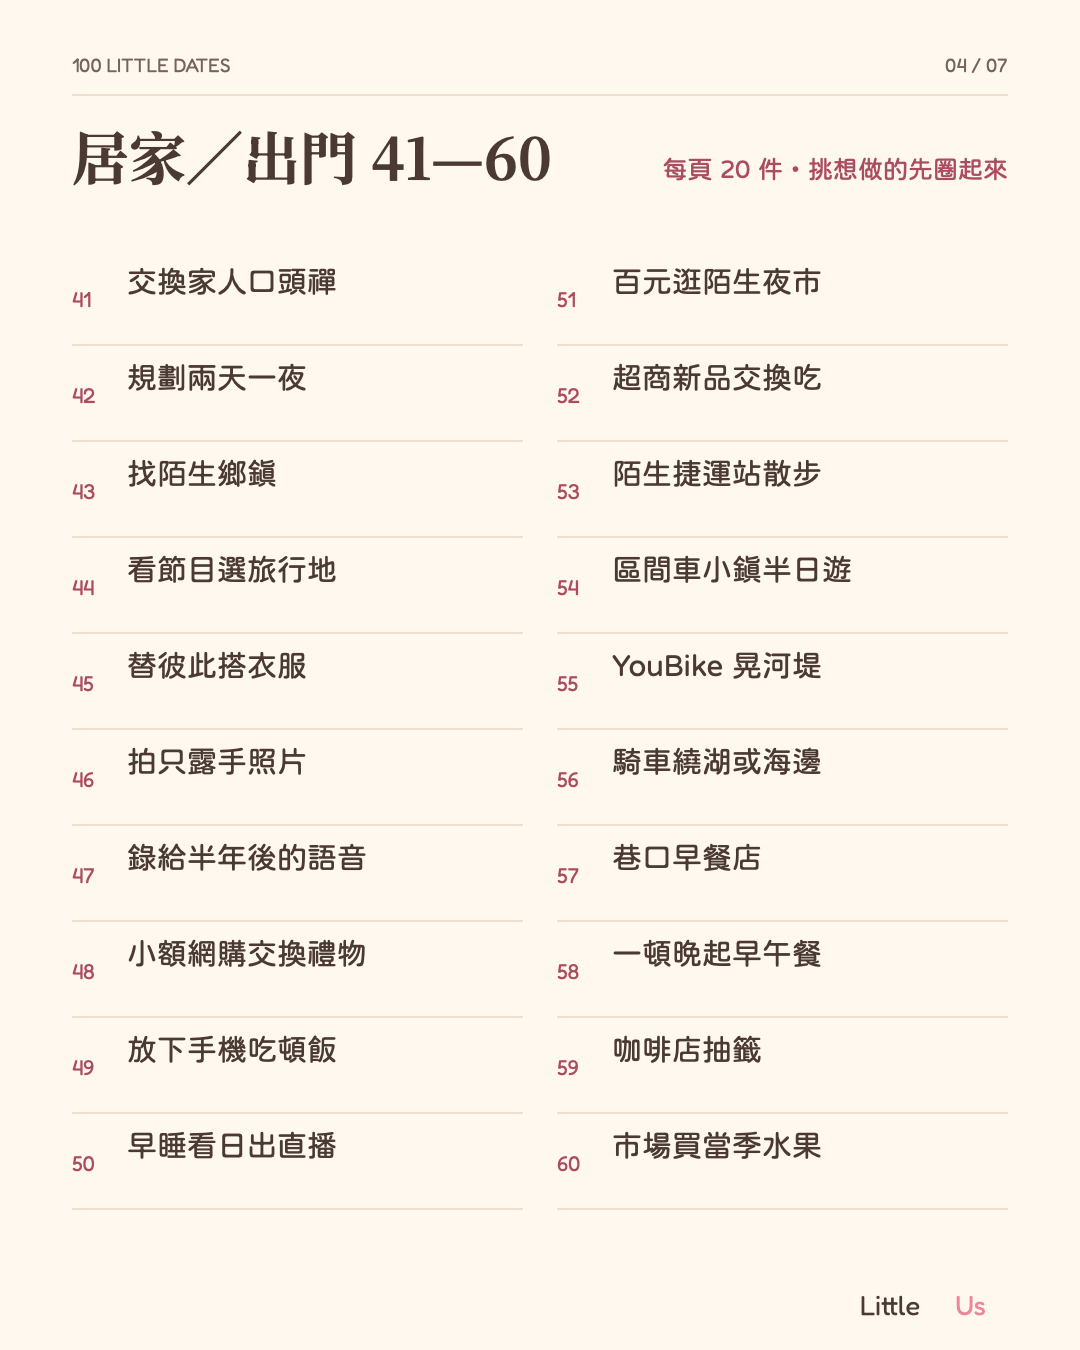 100 LITTLE DATES
04 / 07
居家／出門 41—60
每頁 20 件・挑想做的先圈起來
41 交換家人口頭禪
42 規劃兩天一夜
43 找陌生鄉鎮
44 看節目選旅行地
45 替彼此搭衣服
46 拍只露手照片
47 錄給半年後的語音
48 小額網購交換禮物
49 放下手機吃頓飯
50 早睡看日出直播
51 百元逛陌生夜市
52 超商新品交換吃
53 陌生捷運站散步
54 區間車小鎮半日遊
55 YouBike 晃河堤
56 騎車繞湖或海邊
57 巷口早餐店
58 一頓晚起早午餐
59 咖啡店抽籤
60 市場買當季水果
Little Us